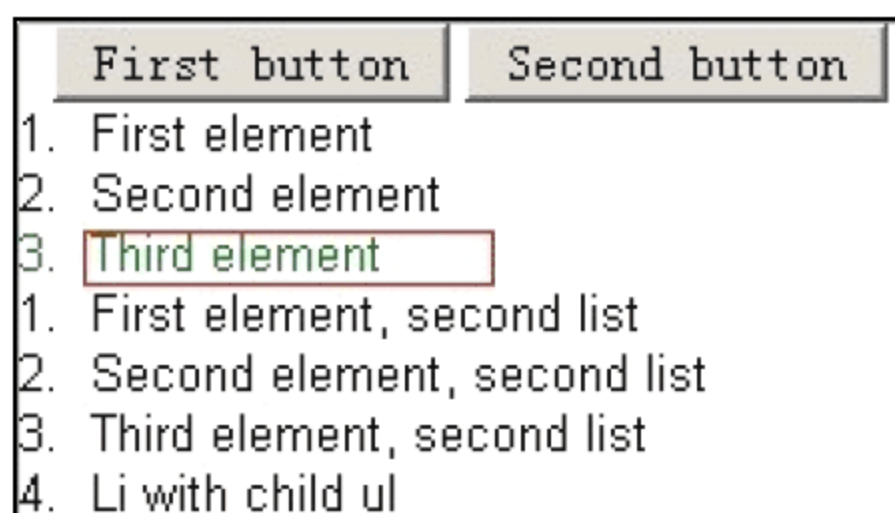 First button Second button
1. First element
2. Second element
3. Third element
1. First element, second list
2. Second element, second list
3. Third element, second list
4. Li with child ul